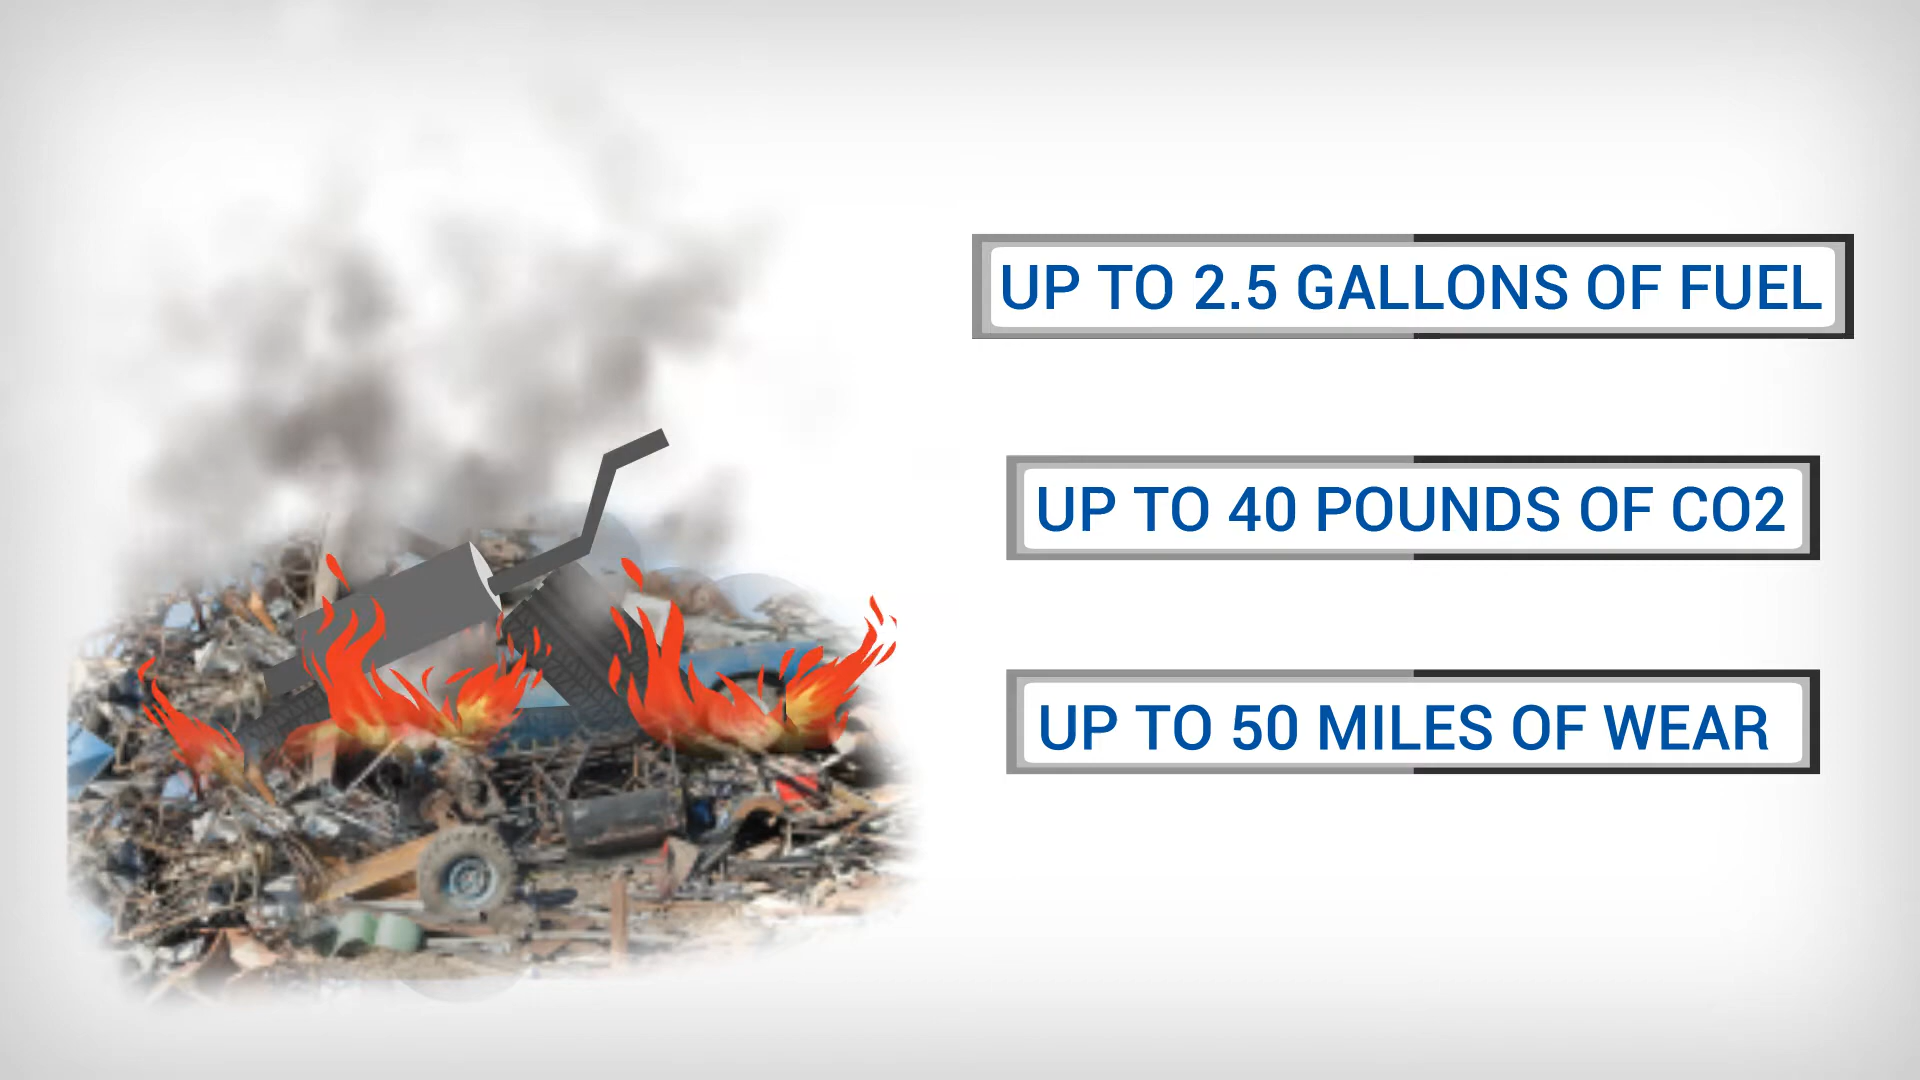 UP TO 2.5 GALLONS OF FUEL
UP TO 40 POUNDS OF CO2
UP TO 50 MILES OF WEAR